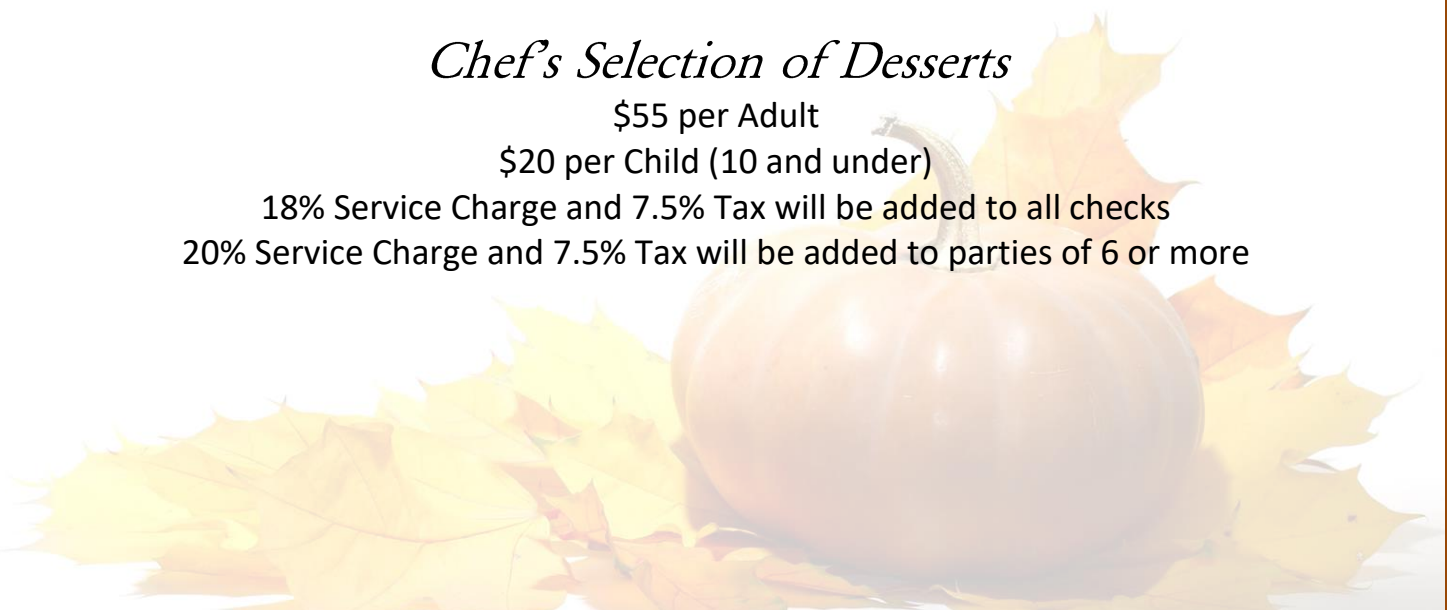 Chef's Selection of Desserts
$55 per Adult
$20 per Child (10 and under)
18% Service Charge and 7.5% Tax will be added to all checks
20% Service Charge and 7.5% Tax will be added to parties of 6 or more